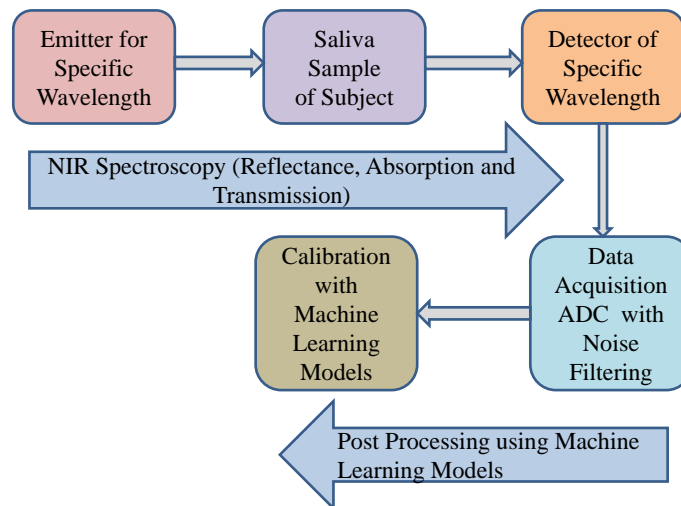 Emitter for
Specific
Wavelength
Saliva
Sample
of Subject
Detector of
Specific
Wavelength
NIR Spectroscopy (Reflectance, Absorption and
Transmission)
Calibration
with
Machine
Learning
Models
Data
Acquisition
ADC with
Noise
Filtering
Post Processing using Machine
Learning Models